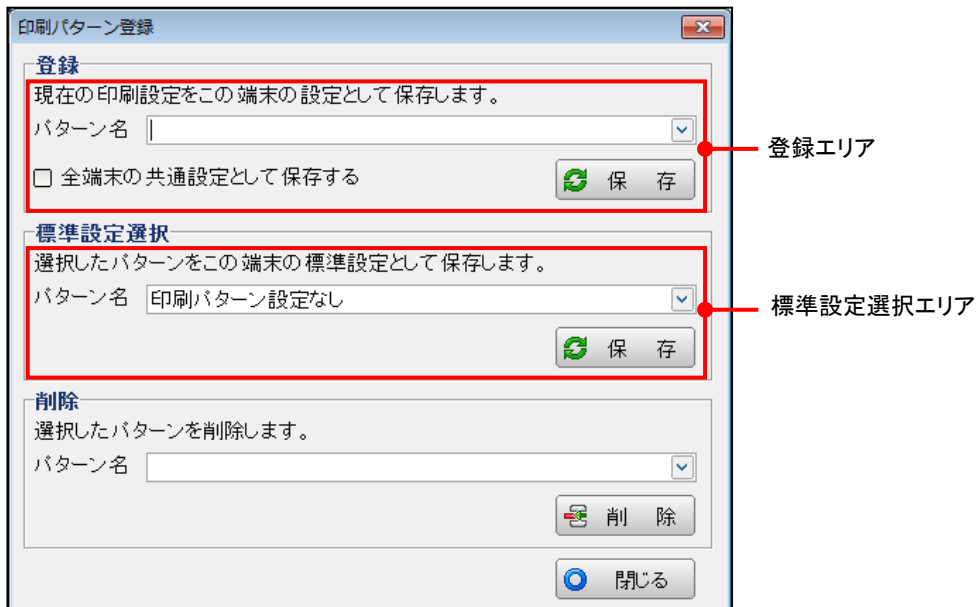 印刷パターン登録
登録
現在の印刷設定をこの端末の設定として保存します。
パターン名
全端末の共通設定として保存する
保 存
登録エリア
標準設定選択
選択したパターンをこの端末の標準設定として保存します。
パターン名 印刷パターン設定なし
標準設定選択エリア
保 存
削除
選択したパターンを削除します。
パターン名
削 除
閉じる